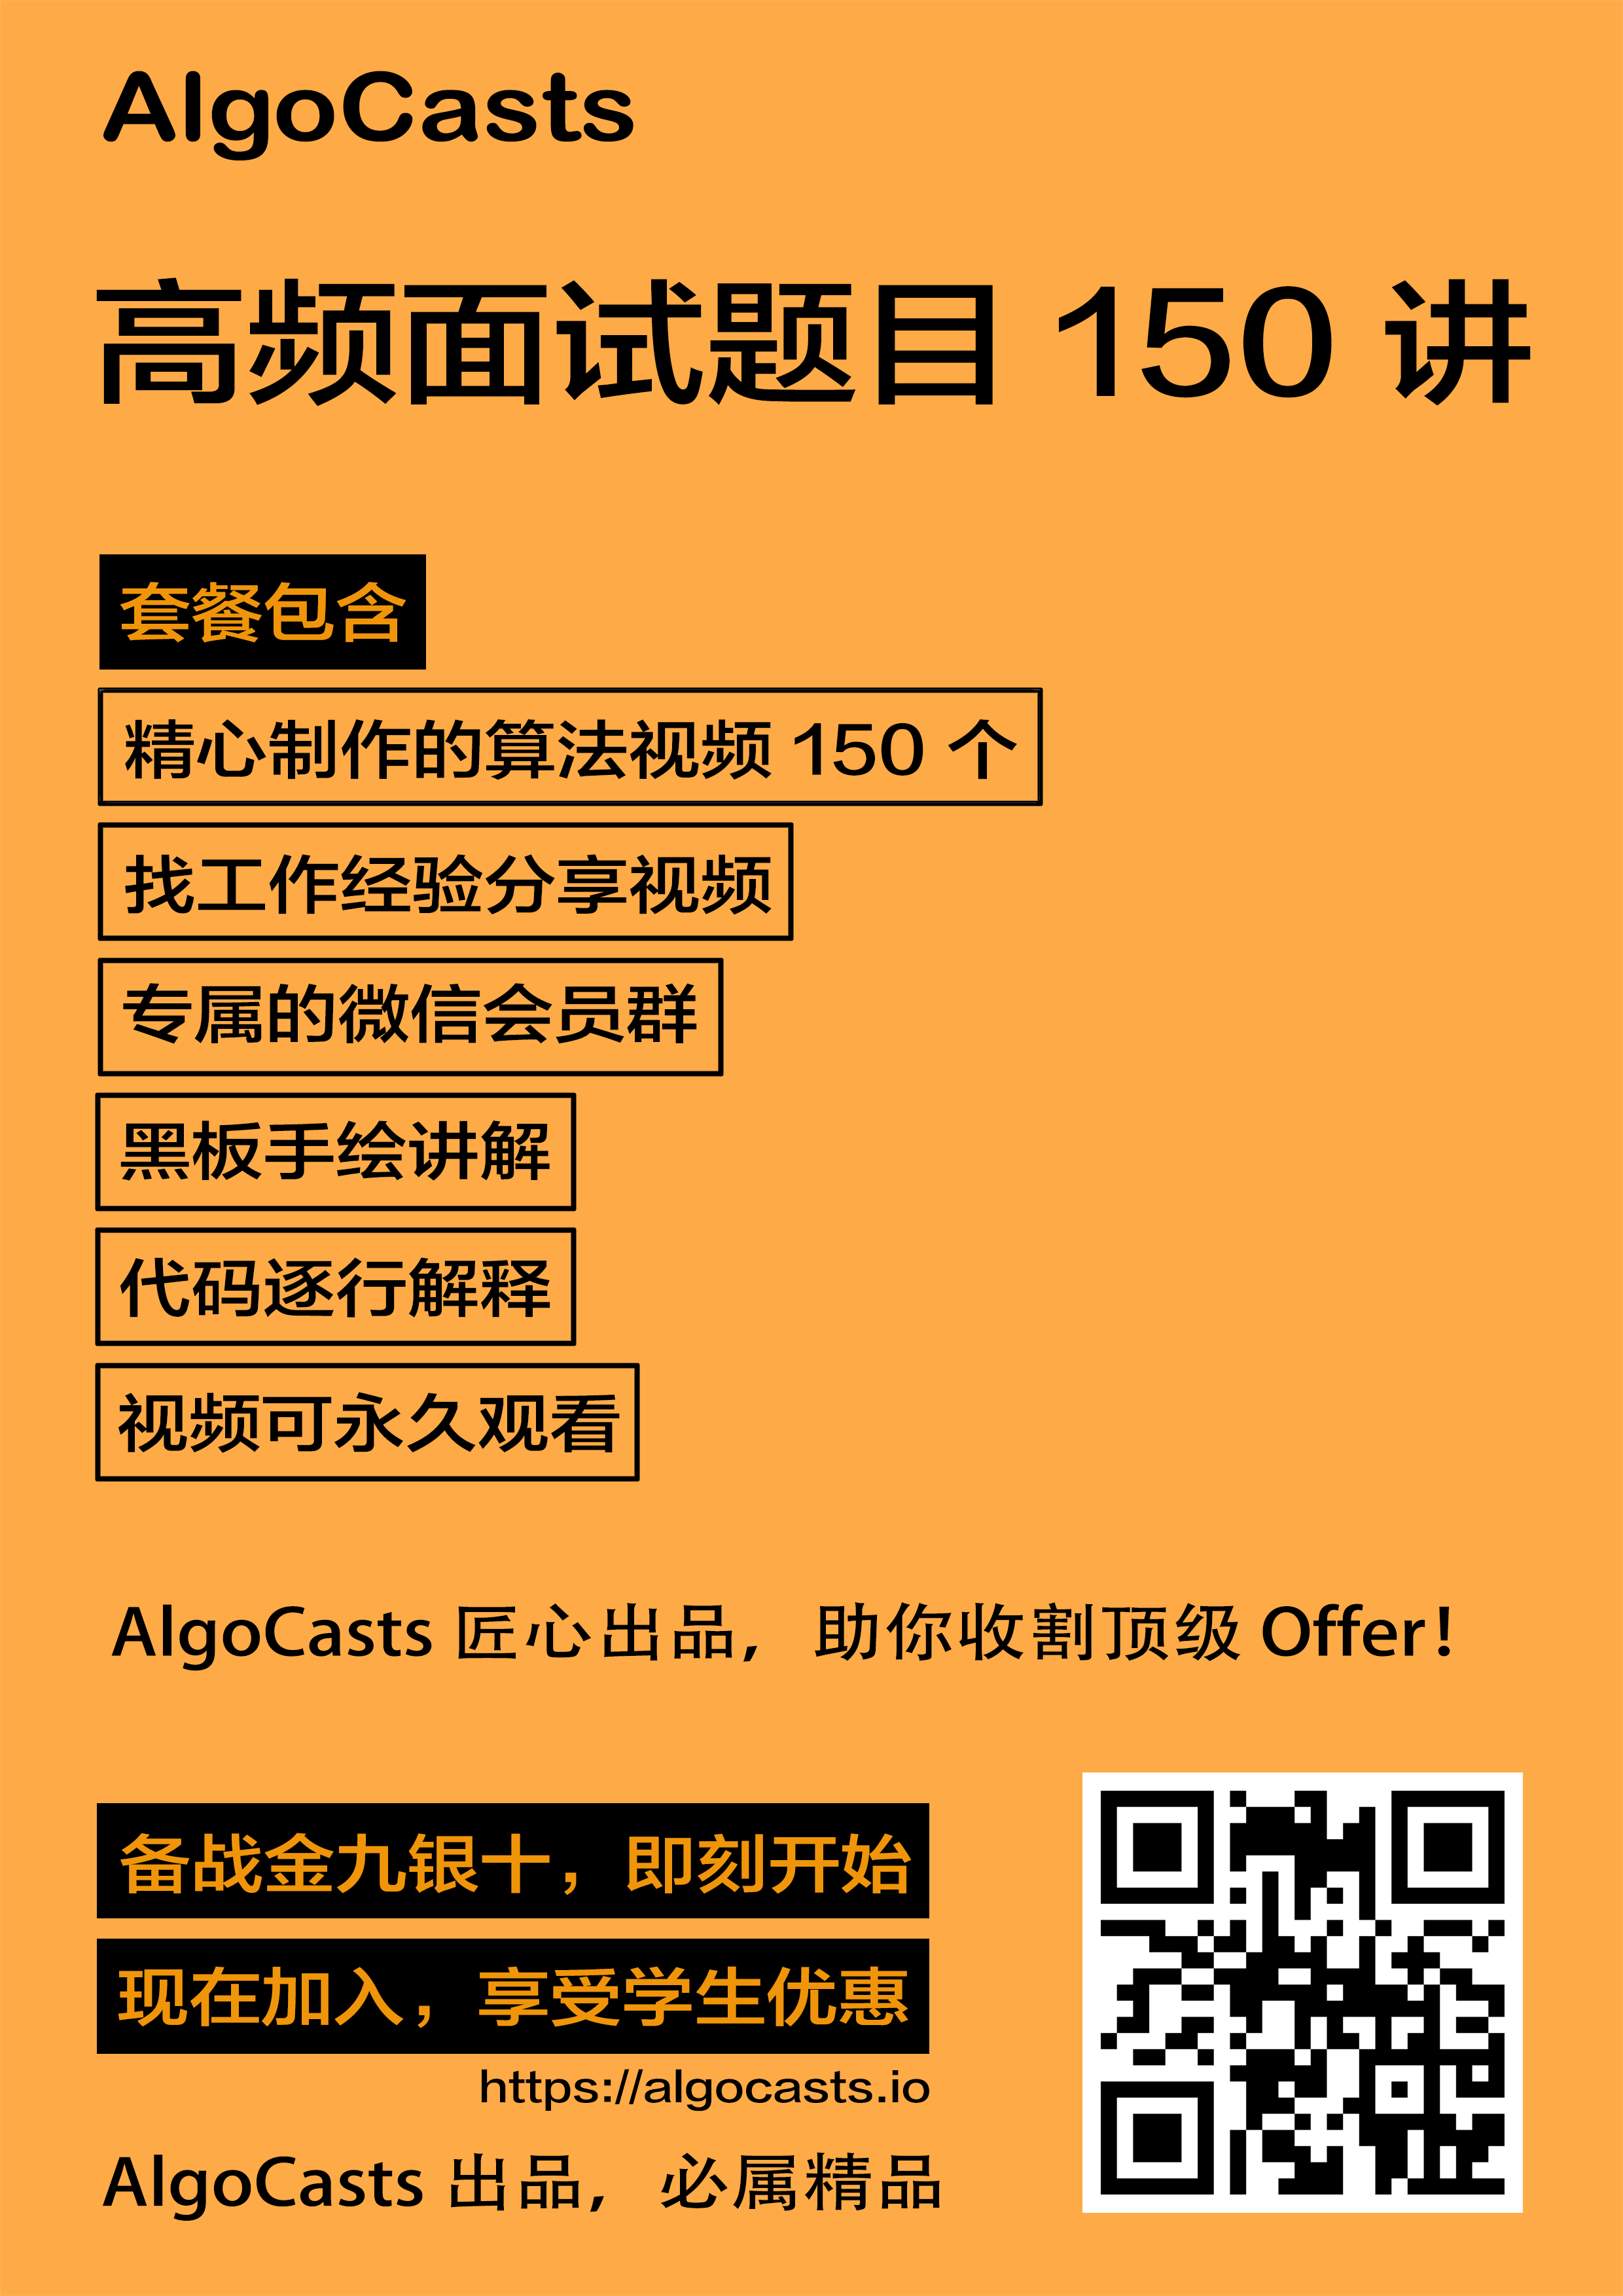 AlgoCasts
高频面试题目 150 讲
套餐包含
精心制作的算法视频 150 个
找工作经验分享视频
专属的微信会员群
黑板手绘讲解
代码逐行解释
视频可永久观看
AlgoCasts 匠心出品，助你收割顶级 Offer！
备战金九银十，即刻开始
现在加入，享受学生优惠
https://algocasts.io
AlgoCasts 出品，必属精品